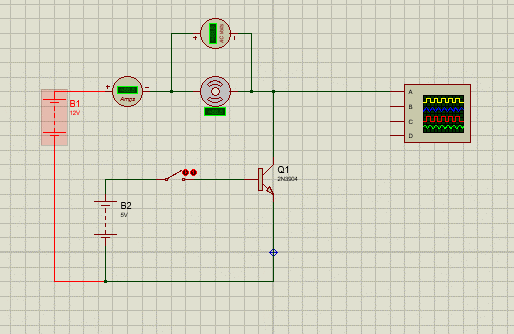 +
-
B1
12V
+
-
Amps
A
B
C
D
Q1
2N3904
B2
5V